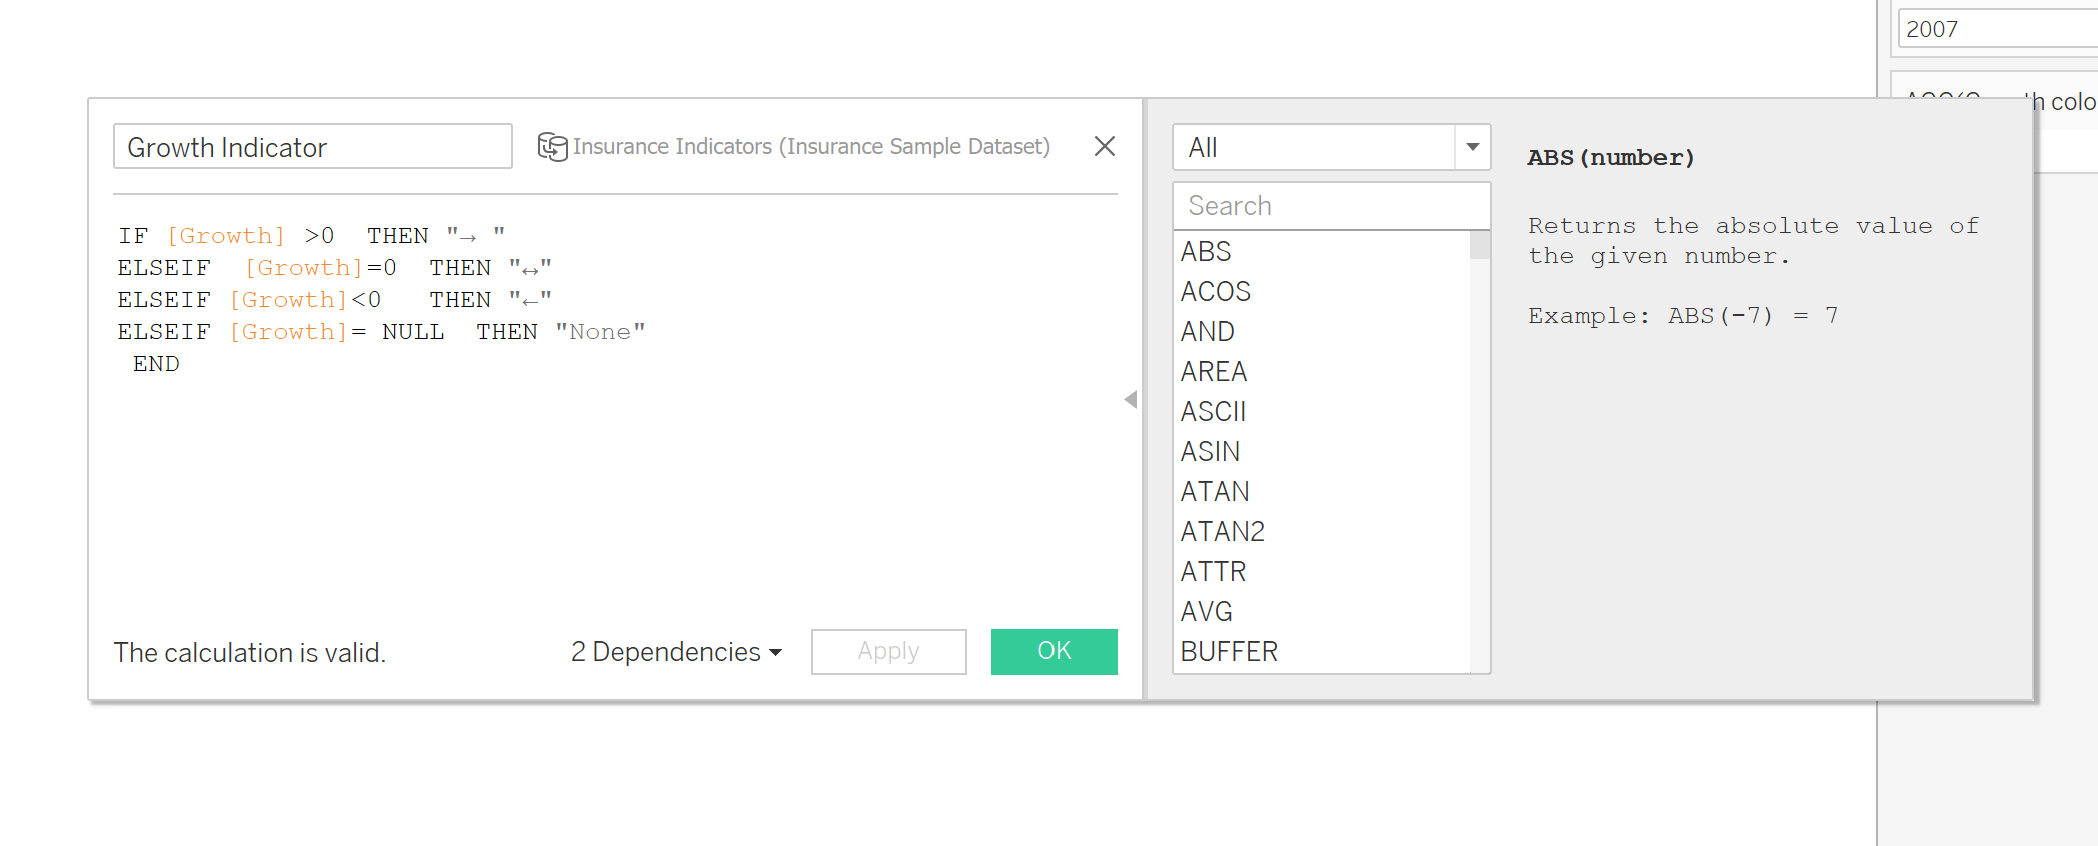 2007
h colo
Growth Indicator
Insurance Indicators (Insurance Sample Dataset)
IF [Growth] >0  THEN "→ "
ELSEIF  [Growth]=0  THEN "↔"
ELSEIF [Growth]<0   THEN "←"
ELSEIF [Growth]= NULL  THEN "None"
END
The calculation is valid.
2 Dependencies
Apply
OK
All
Search
ABS
ACOS
AND
AREA
ASCII
ASIN
ATAN
ATAN2
ATTR
AVG
BUFFER
ABS(number)
Returns the absolute value of
the given number.
Example: ABS(-7) = 7